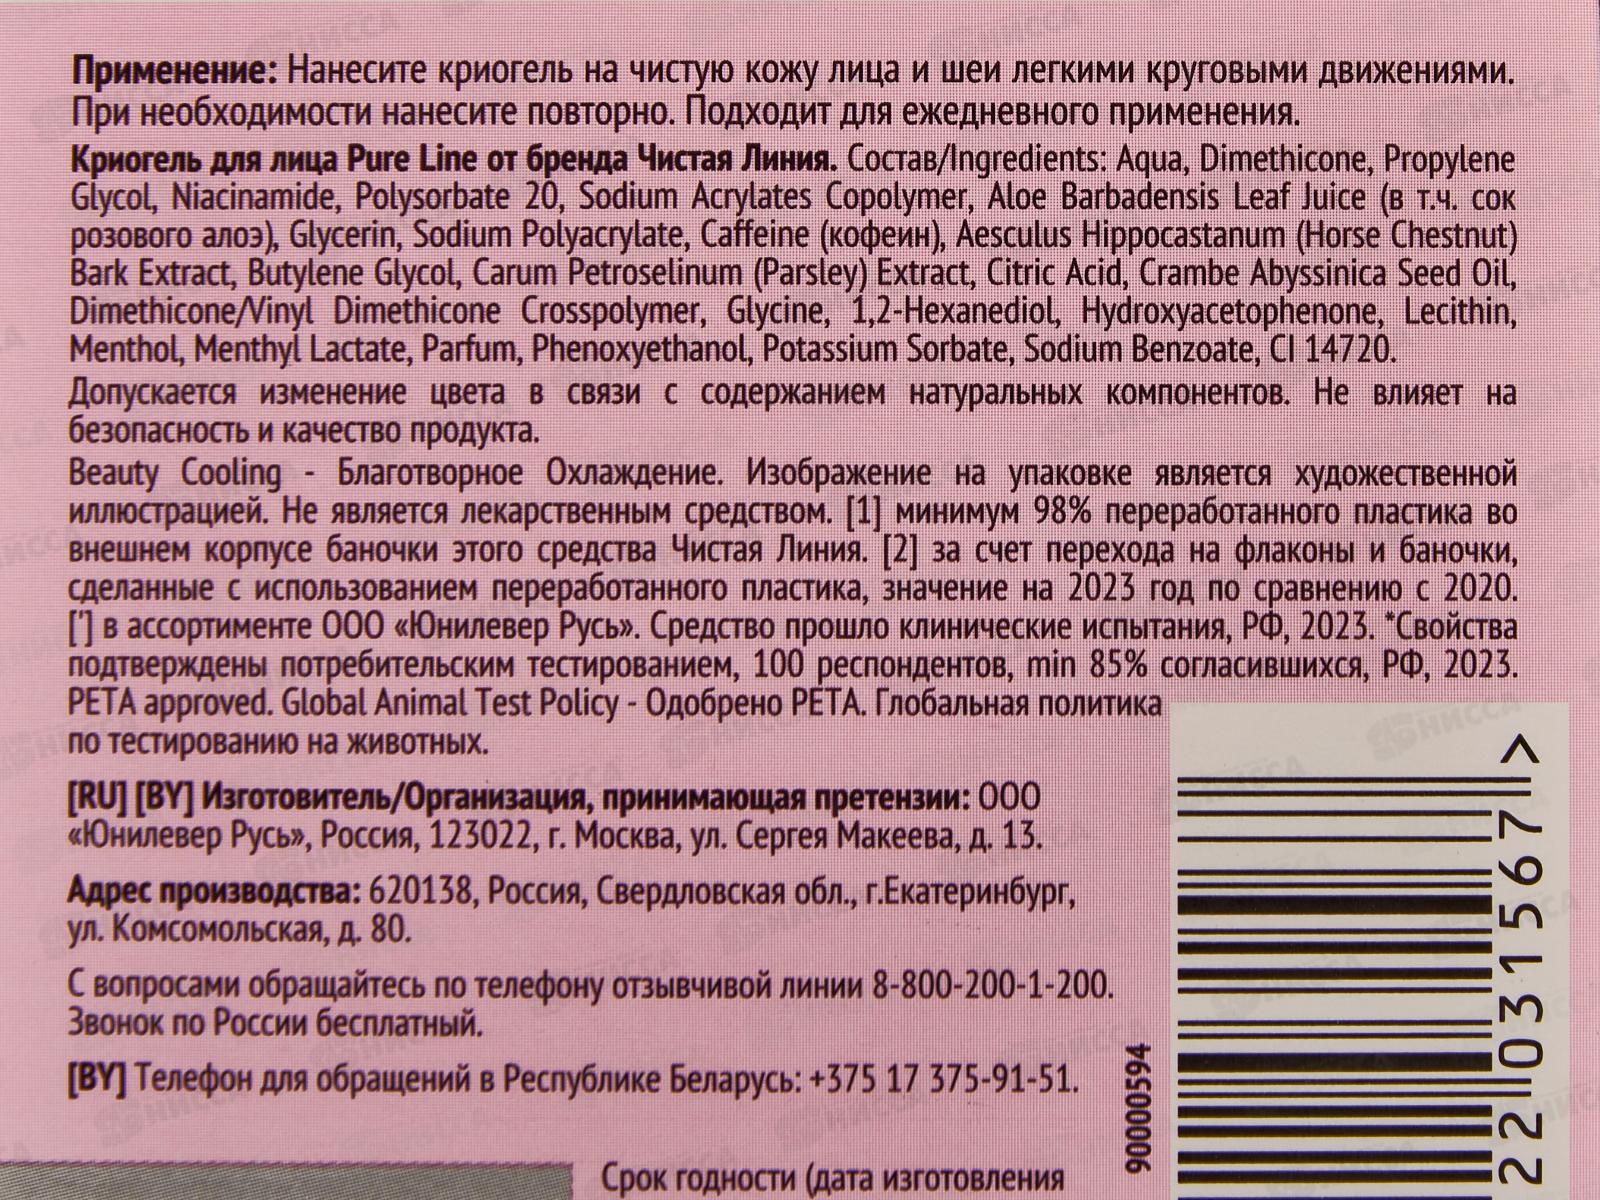 Применение: Нанесите криогель на чистую кожу лица и шеи легкими круговыми движениями.
При необходимости нанесите повторно. Подходит для ежедневного применения.
Криогель для лица Pure Line от бренда Чистая Линия. Состав/Ingredients: Aqua, Dimethicone, Propylene
Glycol, Niacinamide, Polysorbate 20, Sodium Acrylates Copolymer, Aloe Barbadensis Leaf Juice (в т.ч. сок
розового алоэ), Glycerin, Sodium Polyacrylate, Caffeine (кофеин), Aesculus Hippocastanum (Horse Chestnut)
Bark Extract, Butylene Glycol, Carum Petroselinum (Parsley) Extract, Citric Acid, Crambe Abyssinica Seed Oil,
Dimethicone/Vinyl Dimethicone Crosspolymer, Glycine, 1,2-Hexanediol, Hydroxyacetophenone, Lecithin,
Menthol, Menthyl Lactate, Parfum, Phenoxyethanol, Potassium Sorbate, Sodium Benzoate, CI 14720.
Допускается изменение цвета в связи с содержанием натуральных компонентов. Не влияет на
безопасность и качество продукта.
Beauty Cooling - Благотворное Охлаждение. Изображение на упаковке является художественной
иллюстрацией. Не является лекарственным средством. [1] минимум 98% переработанного пластика во
внешнем корпусе баночки этого средства Чистая Линия. [2] за счет перехода на флаконы и баночки,
сделанные с использованием переработанного пластика, значение на 2023 год по сравнению с 2020.
['] в ассортименте ООО «Юнилевер Русь». Средство прошло клинические испытания, РФ, 2023. *Свойства
подтверждены потребительским тестированием, 100 респондентов, min 85% согласившихся, РФ, 2023.
PETA approved. Global Animal Test Policy - Одобрено PETA. Глобальная политика
по тестированию на животных.
[RU] [BY] Изготовитель/Организация, принимающая претензии: ООО
«Юнилевер Русь», Россия, 123022, г. Москва, ул. Сергея Макеева, д. 13.
Адрес производства: 620138, Россия, Свердловская обл., г.Екатеринбург,
ул. Комсомольская, д. 80.
С вопросами обращайтесь по телефону отзывчивой линии 8-800-200-1-200.
Звонок по России бесплатный.
[BY] Телефон для обращений в Республике Беларусь: +375 17 375-91-51.
Срок годности (дата изготовления
90000594
22031567>
НИССА